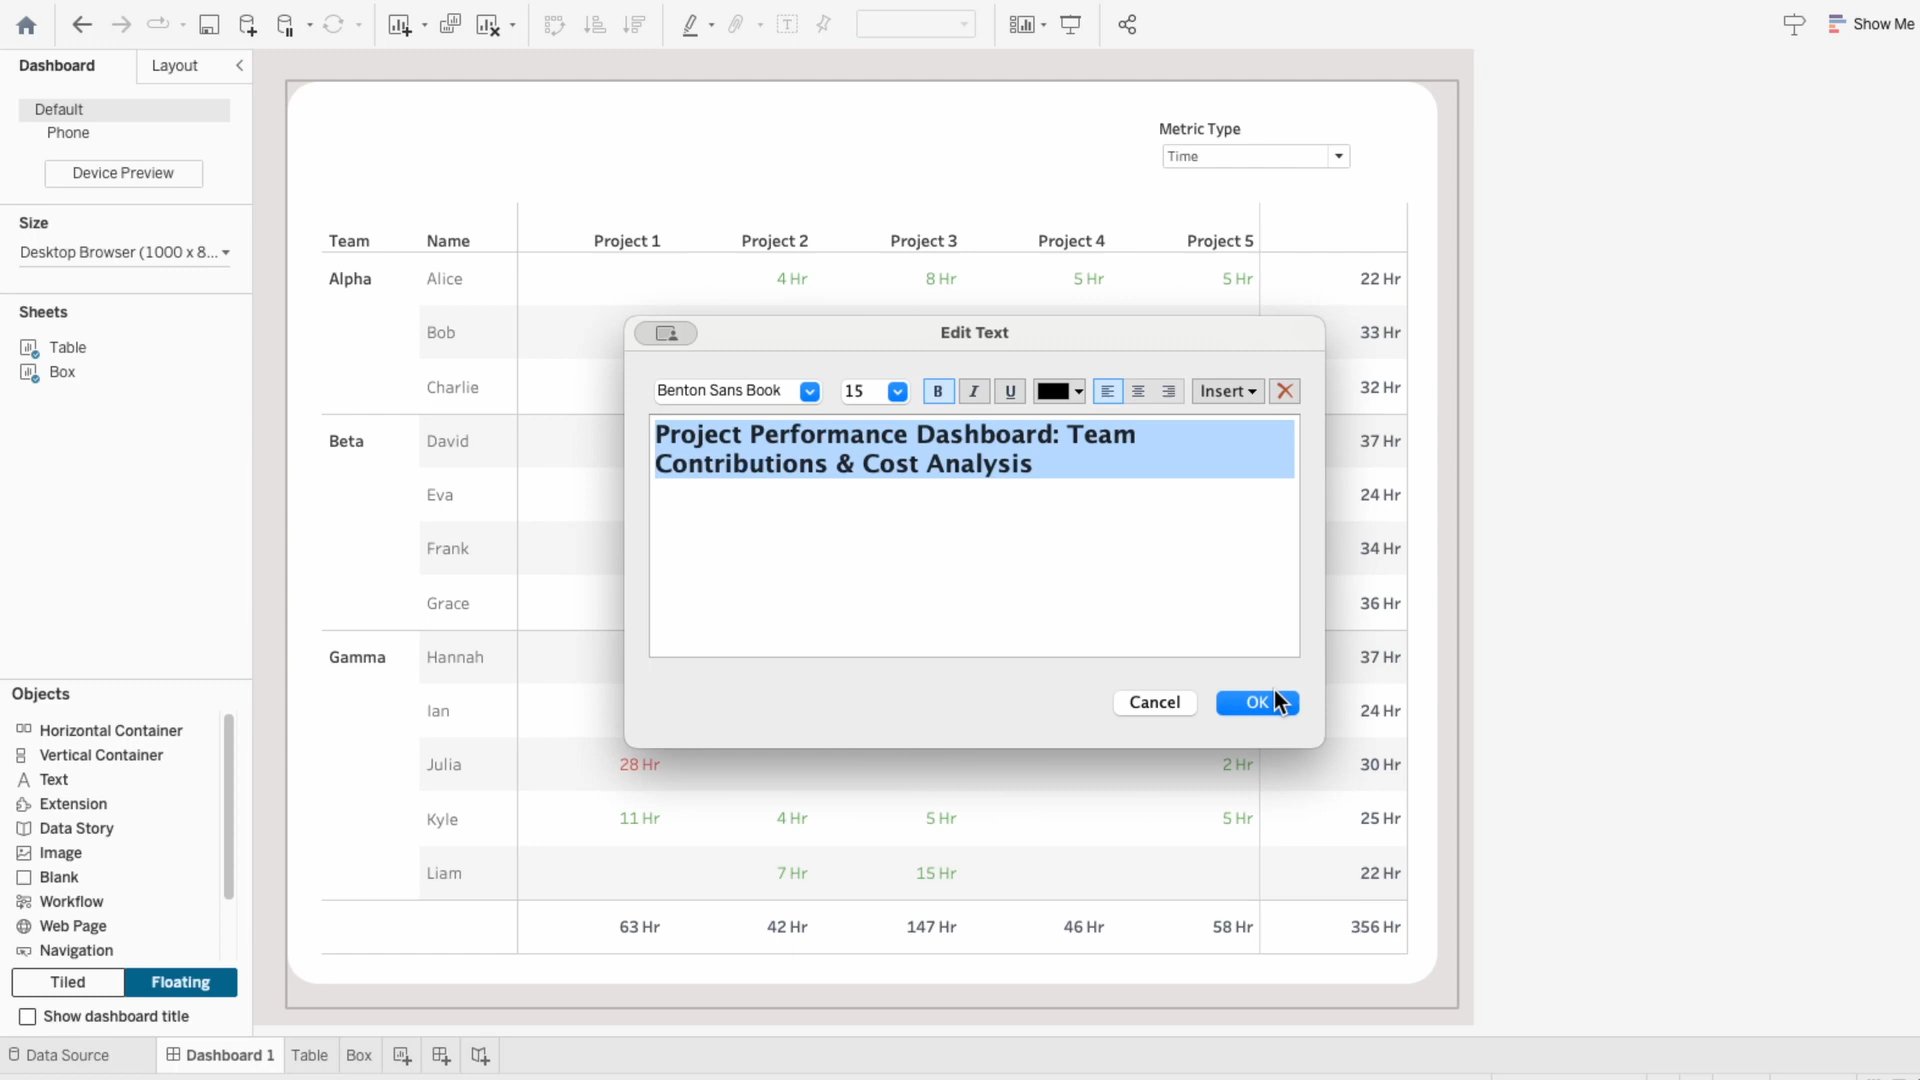 Show Me
Dashboard
Layout
Default
Phone
Device Preview
Size
Desktop Browser (1000 x 8...
Sheets
Table
Box
Objects
Horizontal Container
Vertical Container
Text
Extension
Data Story
Image
Blank
Workflow
Web Page
Navigation
Tiled
Floating
Show dashboard title
Metric Type
Time
Team Name Project 1 Project 2 Project 3 Project 4 Project 5
Alpha Alice 4 Hr 8 Hr 5 Hr 5 Hr 22 Hr
Bob 33 Hr
Charlie 32 Hr
Beta David 37 Hr
Eva 24 Hr
Frank 34 Hr
Grace 36 Hr
Gamma Hannah 37 Hr
Ian 24 Hr
Julia 28 Hr 2 Hr 30 Hr
Kyle 11 Hr 4 Hr 5 Hr 5 Hr 25 Hr
Liam 7 Hr 15 Hr 22 Hr
63 Hr 42 Hr 147 Hr 46 Hr 58 Hr 356 Hr
Edit Text
Benton Sans Book 15 B I U Insert
Project Performance Dashboard: Team
Contributions & Cost Analysis
Cancel OK
Data Source Dashboard 1 Table Box